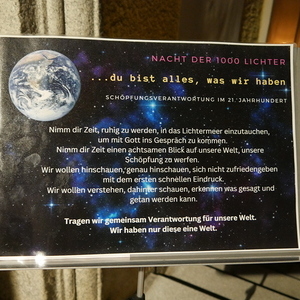 NACHT DER 1000 LICHTER
...du bist alles, was wir haben
SCHÖPFUNGSVERANTWORTUNG IM 21. JAHRHUNDERT
Nimm dir Zeit, ruhig zu werden, in das Lichtermeer einzutauchen,
um mit Gott ins Gespräch zu kommen.
Nimm dir Zeit einen achtsamen Blick auf unsere Welt, unsere
Schöpfung zu werfen.
Wir wollen hinschauen, genau hinschauen, sich nicht zufriedengeben
mit dem ersten schnellen Eindruck.
Wir wollen verstehen, dahinter schauen, erkennen was gesagt und
getan werden kann.
Tragen wir gemeinsam Verantwortung für unsere Welt.
Wir haben nur diese eine Welt.